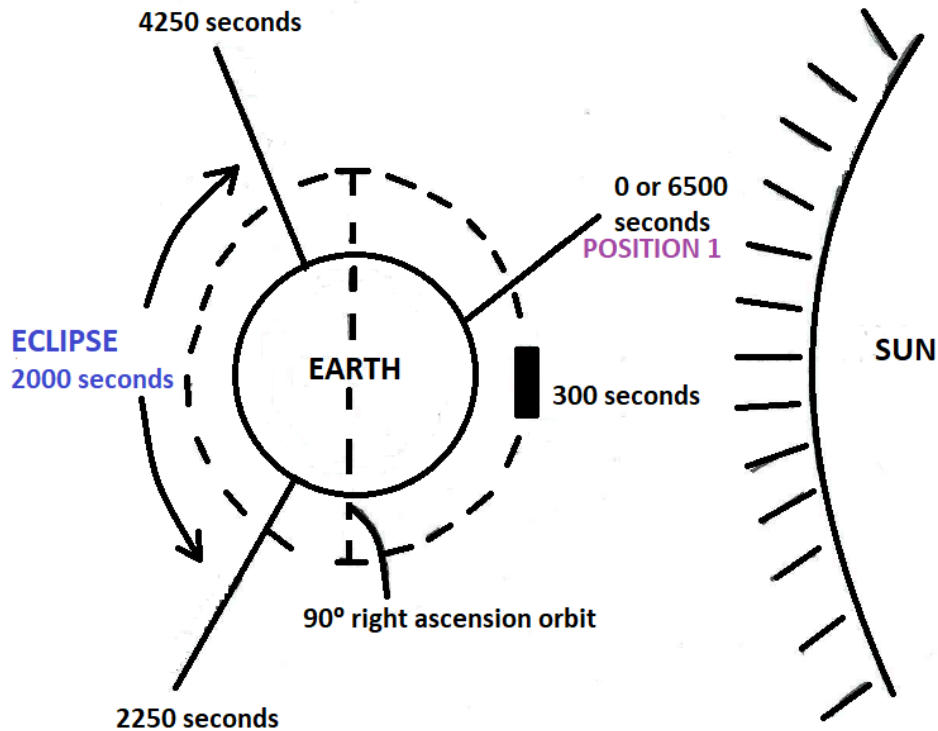 4250 seconds
0 or 6500
seconds
POSITION 1
ECLIPSE
2000 seconds
EARTH
SUN
300 seconds
90º right ascension orbit
2250 seconds